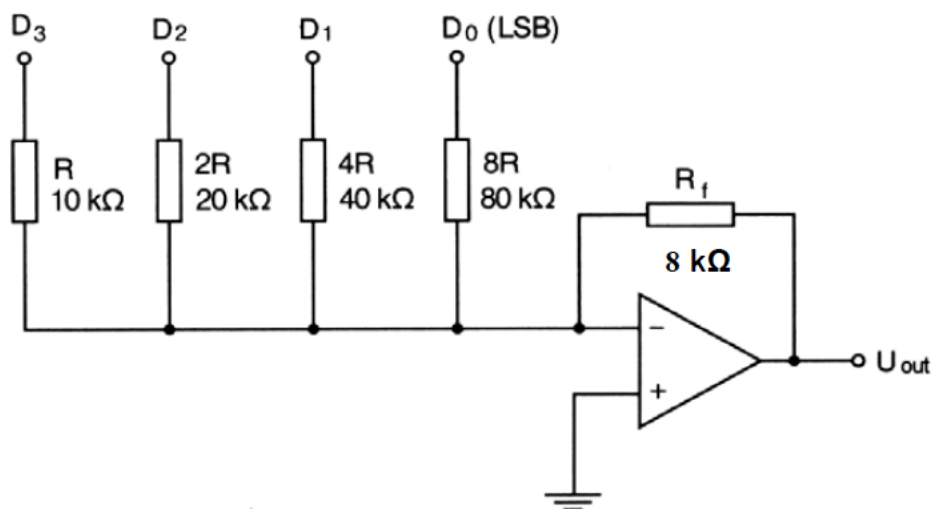 D3 D2 D1 D0 (LSB)
R 2R 4R 8R
10 kΩ 20 kΩ 40 kΩ 80 kΩ
Rf
8 kΩ
−
+
Uout